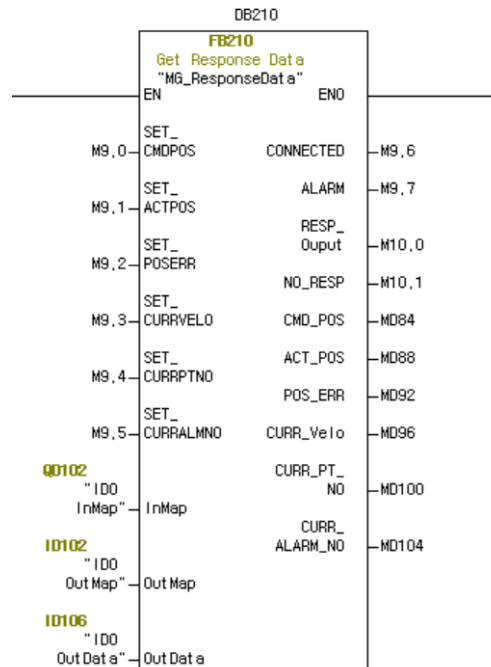 DB210
FB210
Get Response Data
"MG_ResponseData"
EN ENO
SET_
M9,0 CMDPOS CONNECTED M9,6
SET_ ALARM M9,7
M9,1 ACTPOS
RESP_
SET_ Ouput M10,0
M9,2 POSERR
NO_RESP M10,1
SET_
M9,3 CURRVELO CMD_POS MD84
SET_ ACT_POS MD88
M9,4 CURRPTNO
POS_ERR MD92
SET_
M9,5 CURRALMNO CURR_Velo MD96
QD102 CURR_PT_
"IDO NO MD100
InMap" InMap
CURR_
ID102 ALARM_NO MD104
"IDO
OutMap" OutMap
ID106
"IDO
OutData" OutData